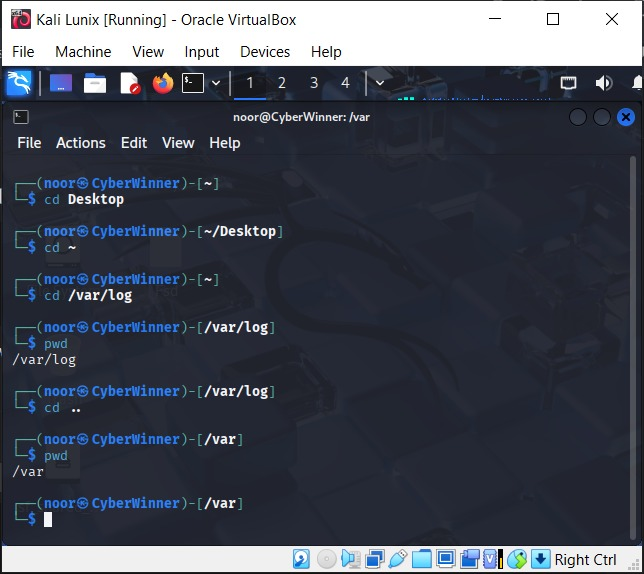 Kali Lunix [Running] - Oracle VirtualBox
File Machine View Input Devices Help
1 2 3 4
noor@CyberWinner: /var
File Actions Edit View Help
┌──(noor㉿CyberWinner)-[~]
└─$ cd Desktop
┌──(noor㉿CyberWinner)-[~/Desktop]
└─$ cd ~
┌──(noor㉿CyberWinner)-[~]
└─$ cd /var/log
┌──(noor㉿CyberWinner)-[/var/log]
└─$ pwd
/var/log
┌──(noor㉿CyberWinner)-[/var/log]
└─$ cd ..
┌──(noor㉿CyberWinner)-[/var]
└─$ pwd
/var
┌──(noor㉿CyberWinner)-[/var]
└─$
Right Ctrl